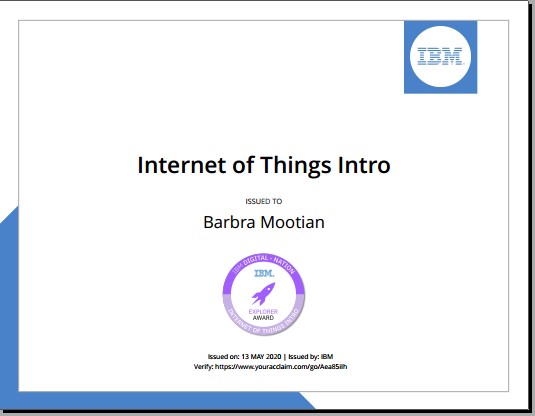 IBM.
Internet of Things Intro
ISSUED TO
Barbra Mootian
IBM DIGITAL - NATION
IBM.
EXPLORER
AWARD
INTERNET OF THINGS INTRO
Issued on: 13 MAY 2020 | Issued by: IBM
Verify: https://www.youracclaim.com/go/Aea85iIh